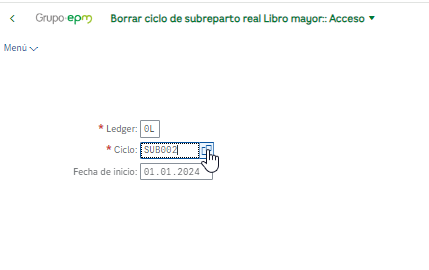 Grupo·epm Borrar ciclo de subreparto real Libro mayor:: Acceso
Menú
* Ledger: 0L
* Ciclo: SUB002
Fecha de inicio: 01.01.2024